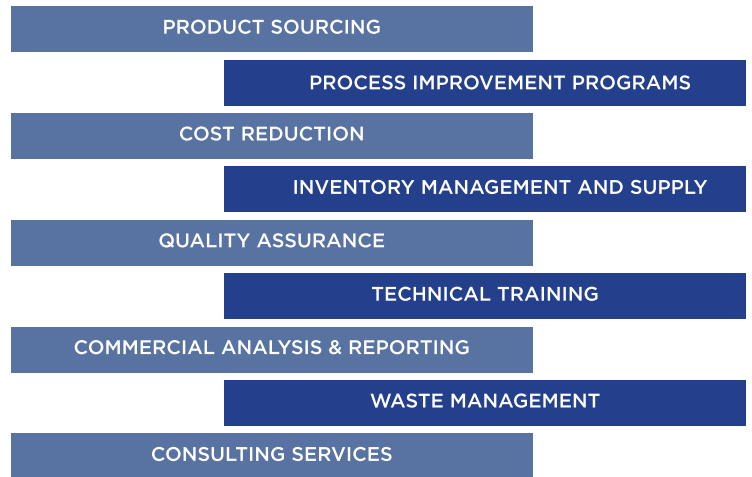 PRODUCT SOURCING
PROCESS IMPROVEMENT PROGRAMS
COST REDUCTION
INVENTORY MANAGEMENT AND SUPPLY
QUALITY ASSURANCE
TECHNICAL TRAINING
COMMERCIAL ANALYSIS & REPORTING
WASTE MANAGEMENT
CONSULTING SERVICES